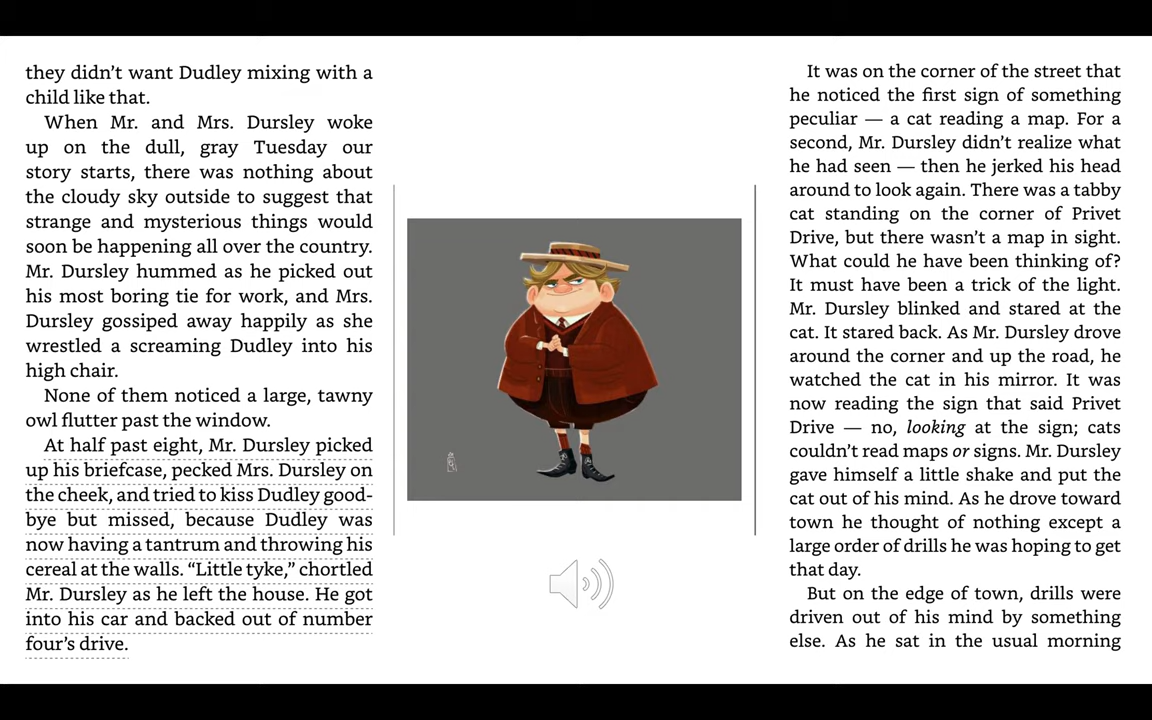 they didn’t want Dudley mixing with a
child like that.
When Mr. and Mrs. Dursley woke
up on the dull, gray Tuesday our
story starts, there was nothing about
the cloudy sky outside to suggest that
strange and mysterious things would
soon be happening all over the country.
Mr. Dursley hummed as he picked out
his most boring tie for work, and Mrs.
Dursley gossiped away happily as she
wrestled a screaming Dudley into his
high chair.
None of them noticed a large, tawny
owl flutter past the window.
At half past eight, Mr. Dursley picked
up his briefcase, pecked Mrs. Dursley on
the cheek, and tried to kiss Dudley good-
bye but missed, because Dudley was
now having a tantrum and throwing his
cereal at the walls. “Little tyke,” chortled
Mr. Dursley as he left the house. He got
into his car and backed out of number
four’s drive.
It was on the corner of the street that
he noticed the first sign of something
peculiar — a cat reading a map. For a
second, Mr. Dursley didn’t realize what
he had seen — then he jerked his head
around to look again. There was a tabby
cat standing on the corner of Privet
Drive, but there wasn’t a map in sight.
What could he have been thinking of?
It must have been a trick of the light.
Mr. Dursley blinked and stared at the
cat. It stared back. As Mr. Dursley drove
around the corner and up the road, he
watched the cat in his mirror. It was
now reading the sign that said Privet
Drive — no, looking at the sign; cats
couldn’t read maps or signs. Mr. Dursley
gave himself a little shake and put the
cat out of his mind. As he drove toward
town he thought of nothing except a
large order of drills he was hoping to get
that day.
But on the edge of town, drills were
driven out of his mind by something
else. As he sat in the usual morning